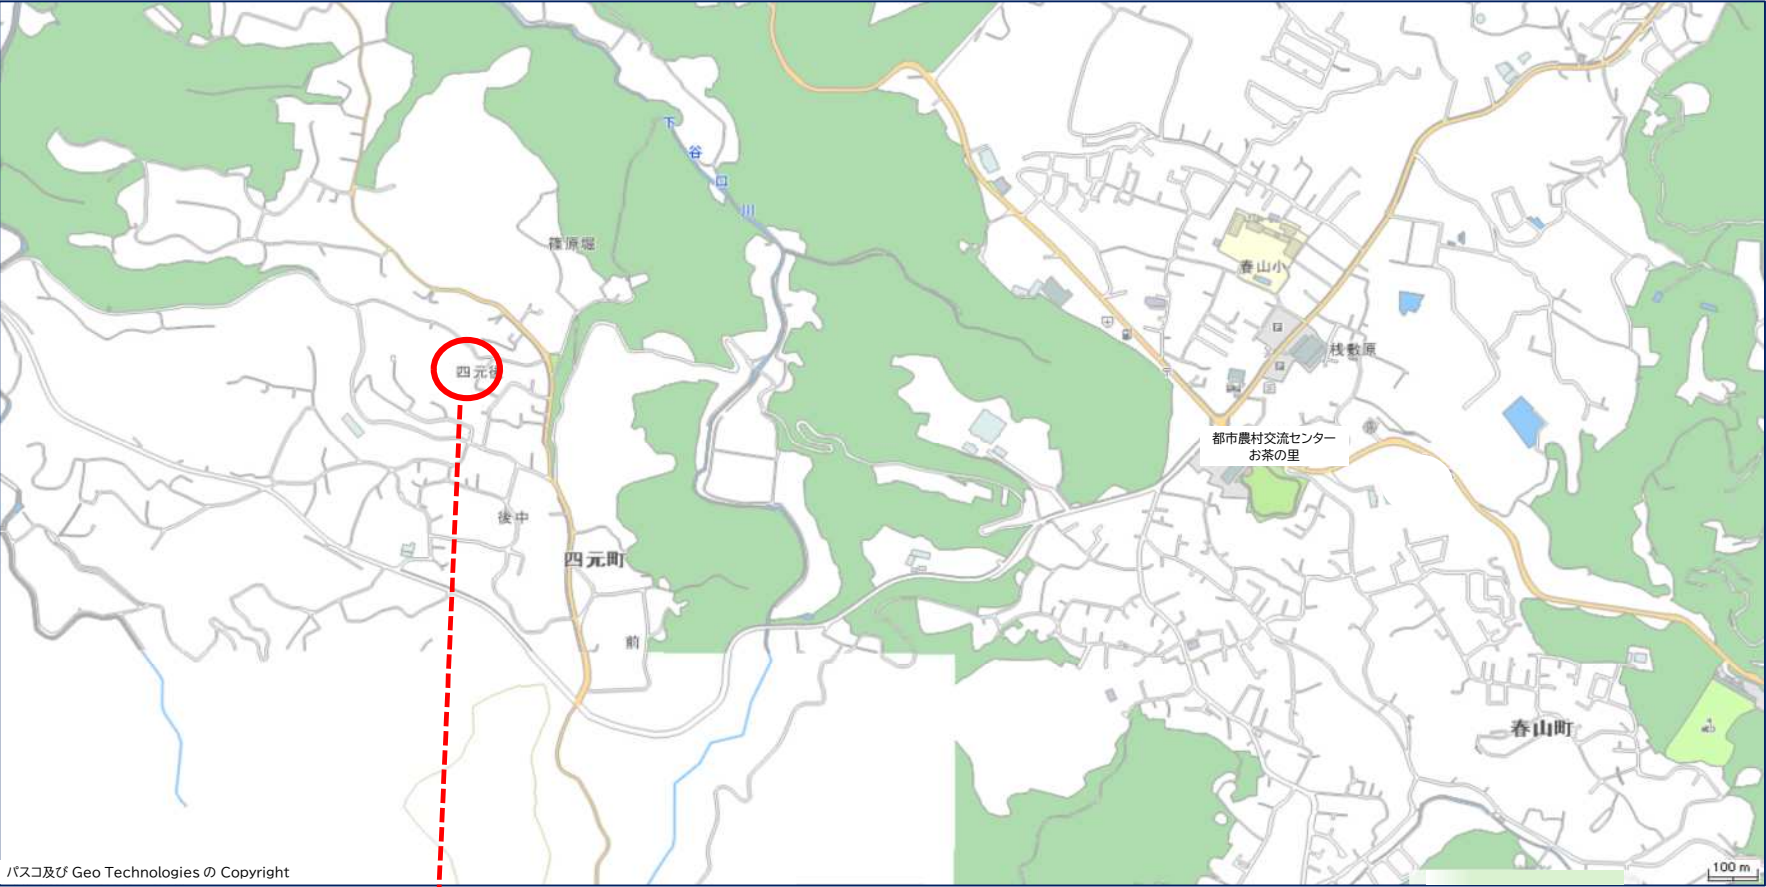 下谷口川
篠原堀
春山小
P
桟敷原
P
四元後
都市農村交流センター
お茶の里
後中
四元町
前
春山町
パスコ及び Geo Technologies の Copyright
100 m